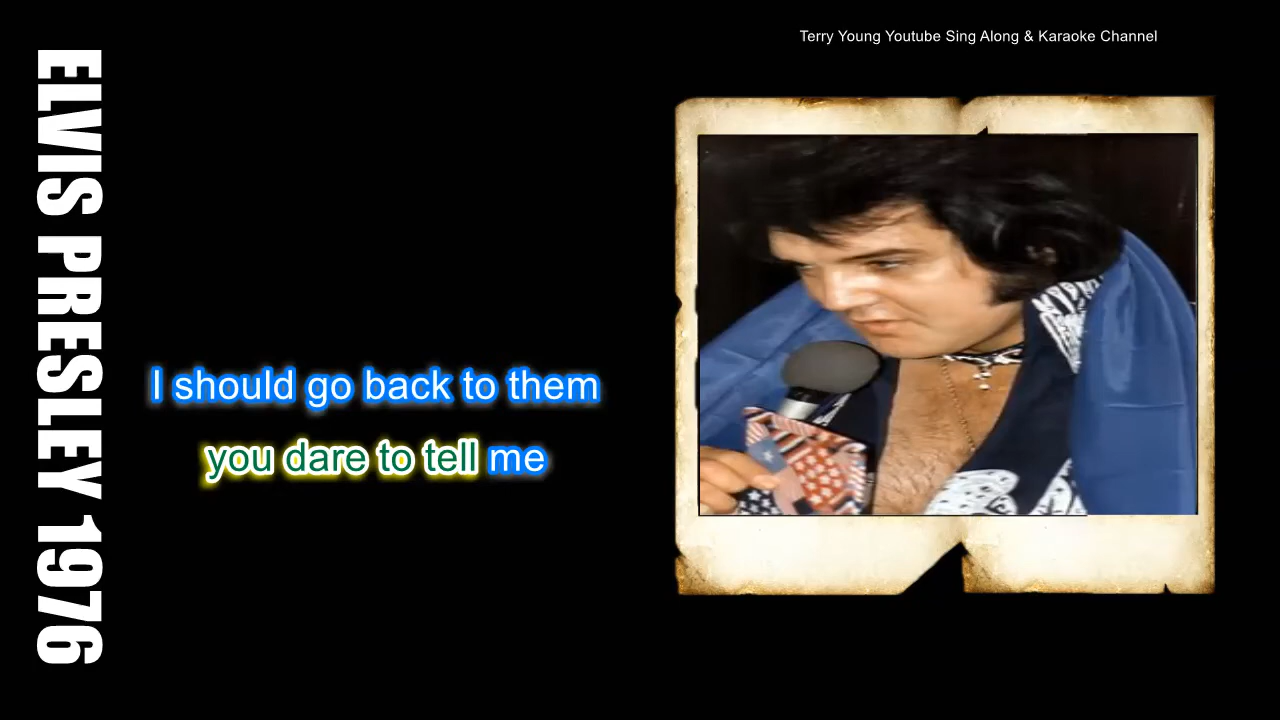 Terry Young Youtube Sing Along & Karaoke Channel
ELVIS PRESLEY 1976
I should go back to them
you dare to tell me